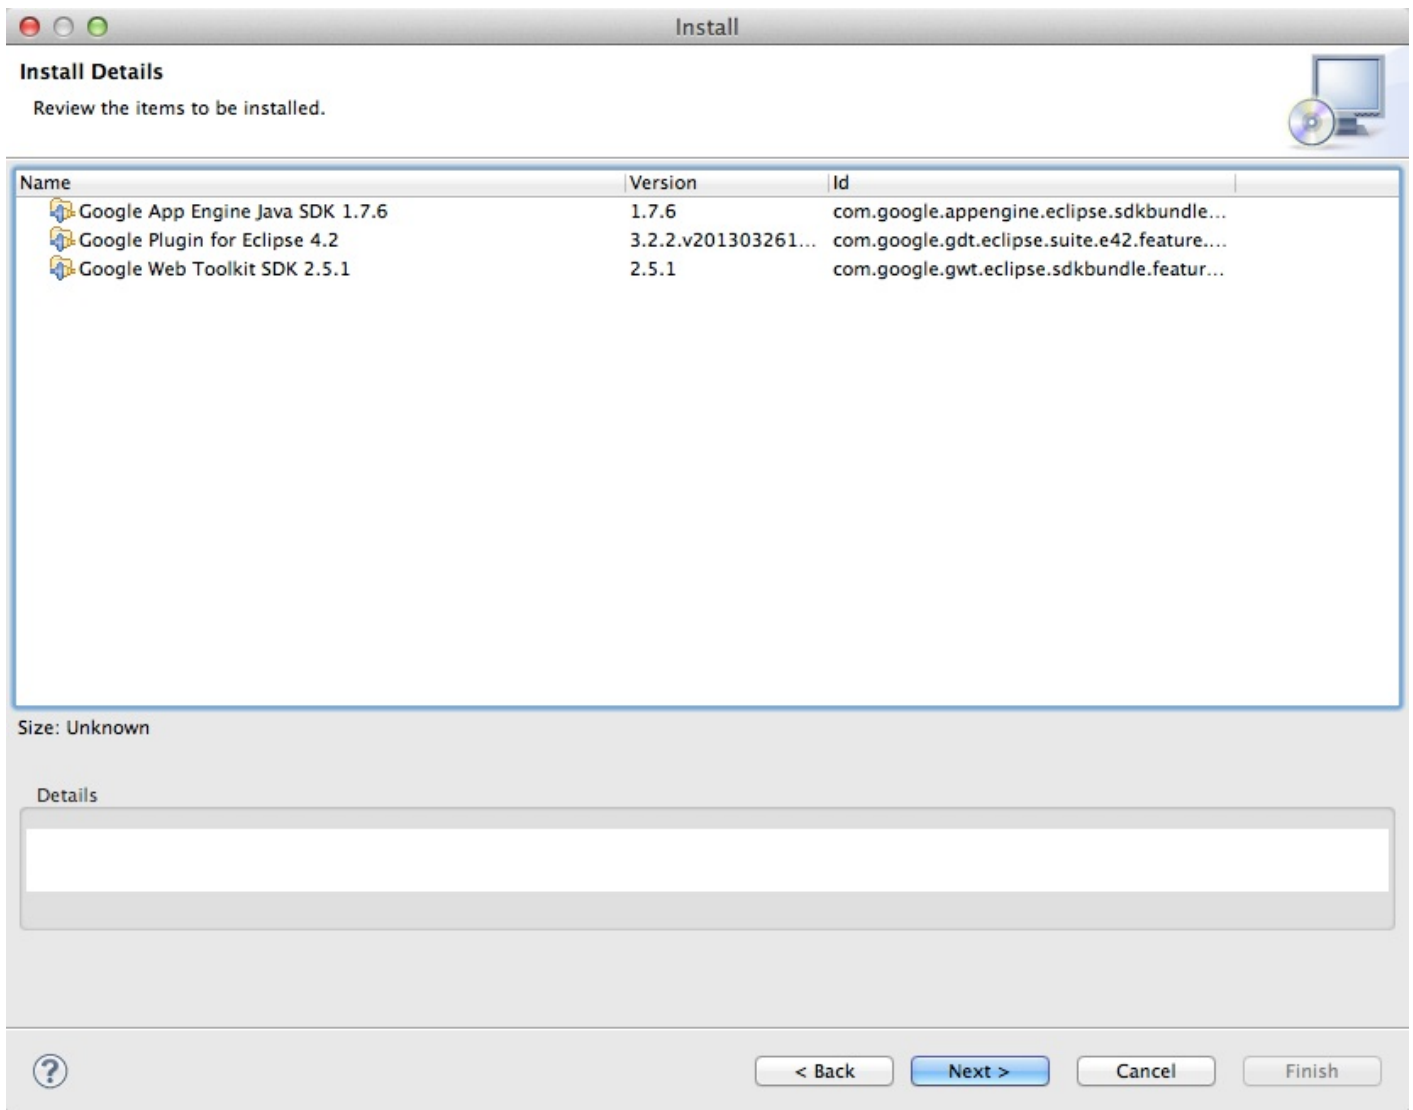 Install
Install Details
Review the items to be installed.
Name Version Id
Google App Engine Java SDK 1.7.6 1.7.6 com.google.appengine.eclipse.sdkbundle...
Google Plugin for Eclipse 4.2 3.2.2.v201303261... com.google.gdt.eclipse.suite.e42.feature....
Google Web Toolkit SDK 2.5.1 2.5.1 com.google.gwt.eclipse.sdkbundle.featur...
Size: Unknown
Details
? < Back Next > Cancel Finish